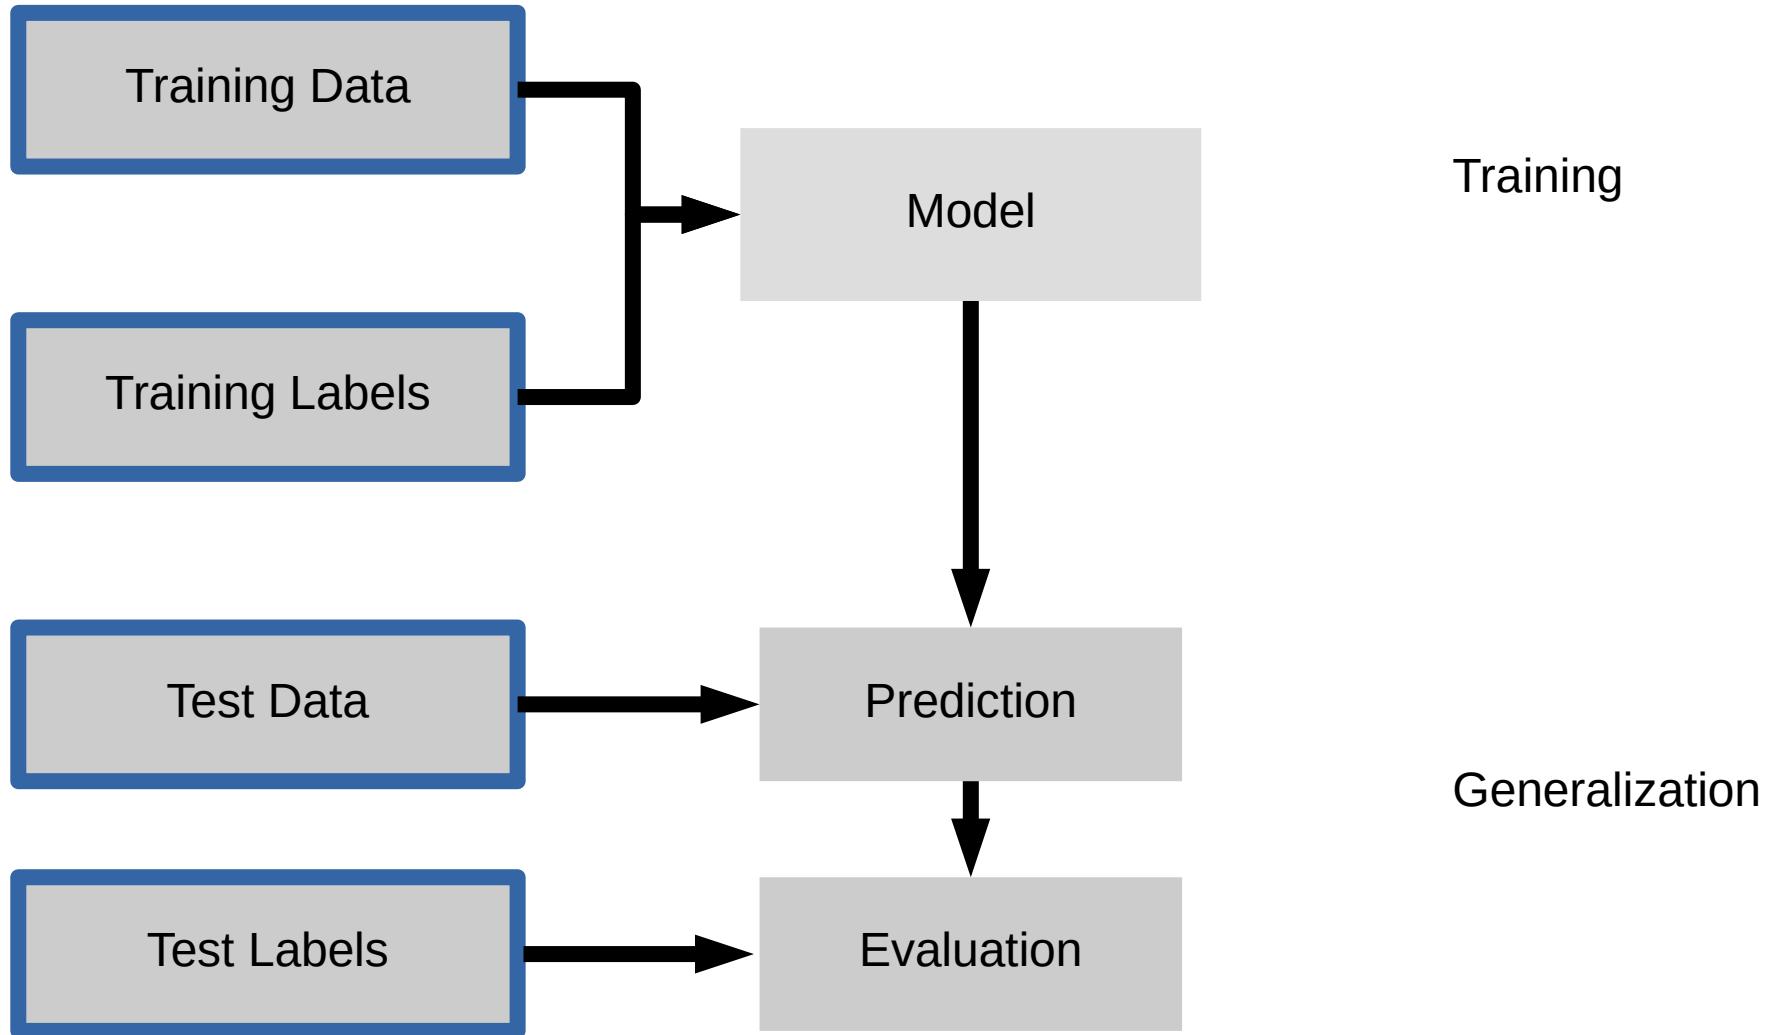 Training Data
Model
Training
Training Labels
Test Data
Prediction
Generalization
Test Labels
Evaluation